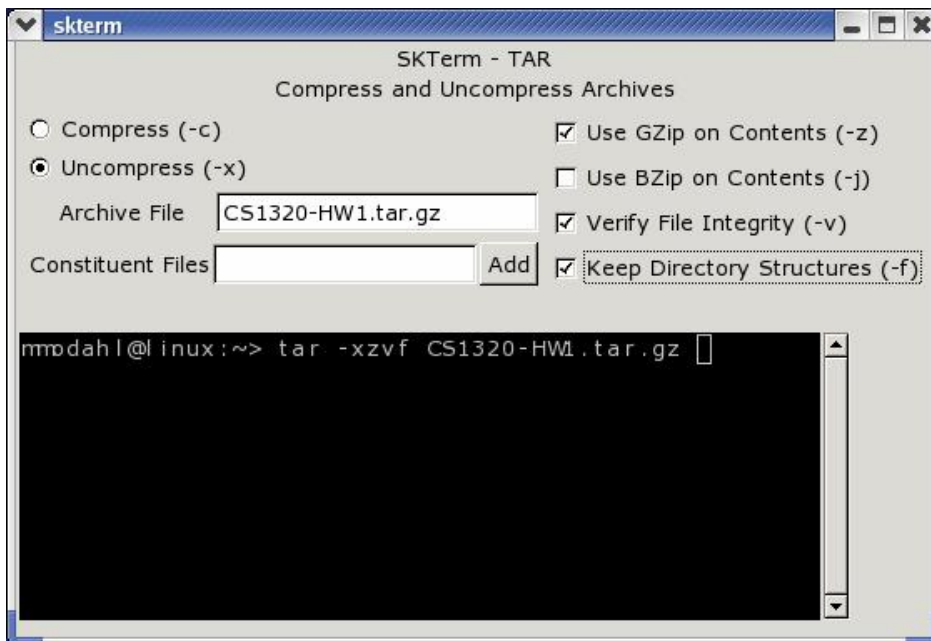 skterm
SKTerm - TAR
Compress and Uncompress Archives
Compress (-c)
Uncompress (-x)
Archive File CS1320-HW1.tar.gz
Constituent Files Add
Use GZip on Contents (-z)
Use BZip on Contents (-j)
Verify File Integrity (-v)
Keep Directory Structures (-f)
mmodahl@linux:~> tar -xzvf CS1320-HW1.tar.gz